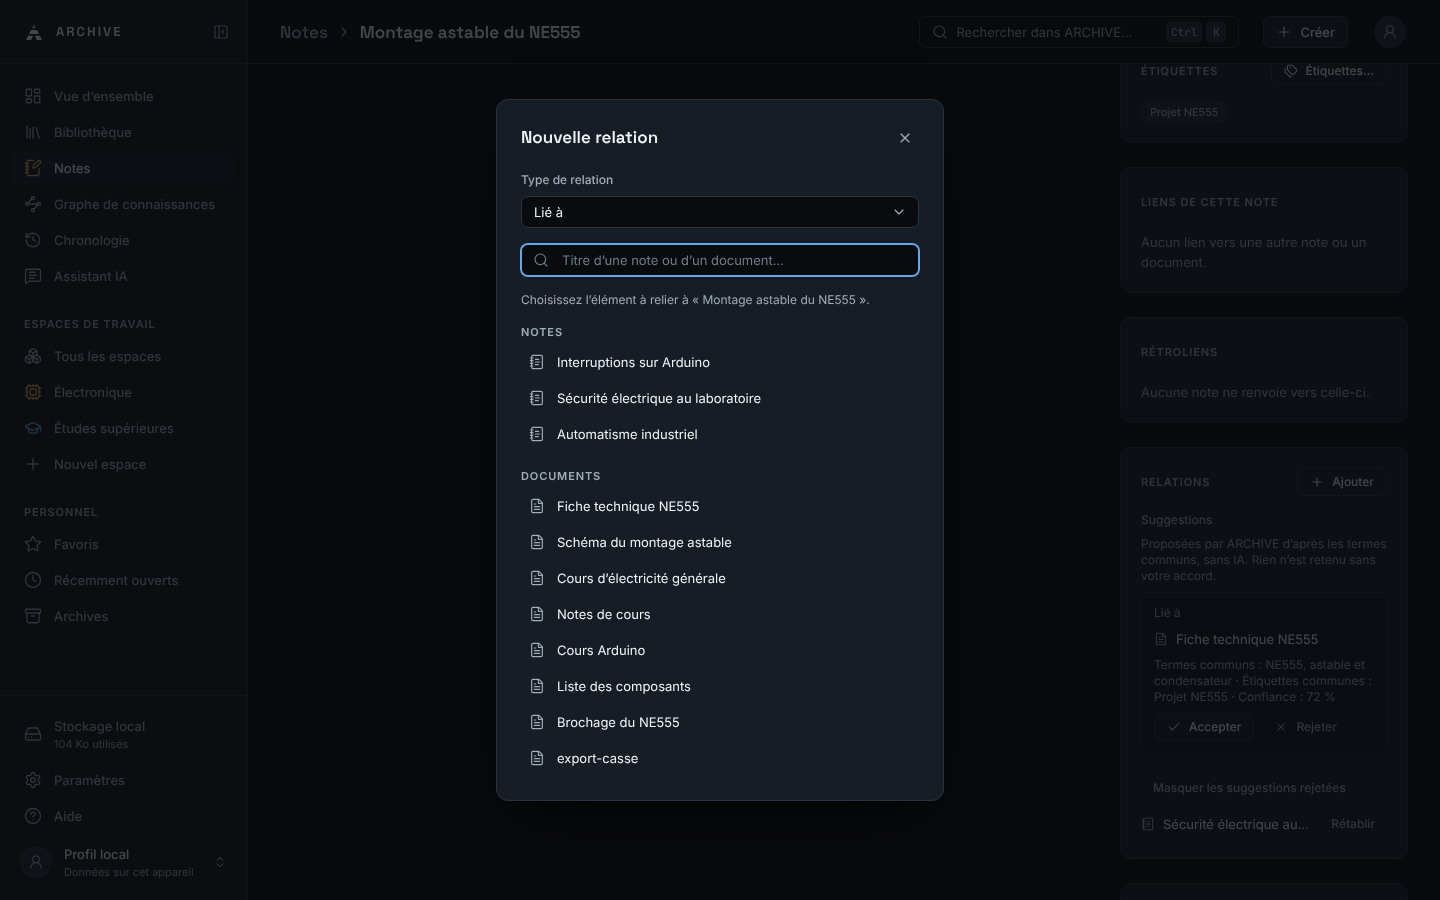 ARCHIVE
Notes > Montage astable du NE555
Rechercher dans ARCHIVE...
Ctrl K
Créer
Vue d’ensemble
Bibliothèque
Notes
Graphe de connaissances
Chronologie
Assistant IA
ESPACES DE TRAVAIL
Tous les espaces
Électronique
Études supérieures
Nouvel espace
PERSONNEL
Favoris
Récemment ouverts
Archives
Stockage local
104 Ko utilisés
Paramètres
Aide
Profil local
Données sur cet appareil
Nouvelle relation
Type de relation
Lié à
Titre d’une note ou d’un document...
Choisissez l’élément à relier à « Montage astable du NE555 ».
NOTES
Interruptions sur Arduino
Sécurité électrique au laboratoire
Automatisme industriel
DOCUMENTS
Fiche technique NE555
Schéma du montage astable
Cours d’électricité générale
Notes de cours
Cours Arduino
Liste des composants
Brochage du NE555
export-casse
ÉTIQUETTES
Étiquettes...
Projet NE555
LIENS DE CETTE NOTE
Aucun lien vers une autre note ou un
document.
RÉTROLIENS
Aucune note ne renvoie vers celle-ci.
RELATIONS
Ajouter
Suggestions
Proposées par ARCHIVE d’après les termes
communs, sans IA. Rien n’est retenu sans
votre accord.
Lié à
Fiche technique NE555
Termes communs : NE555, astable et
condensateur · Étiquettes communes :
Projet NE555 · Confiance : 72 %
Accepter
Rejeter
Masquer les suggestions rejetées
Sécurité électrique au...
Rétablir